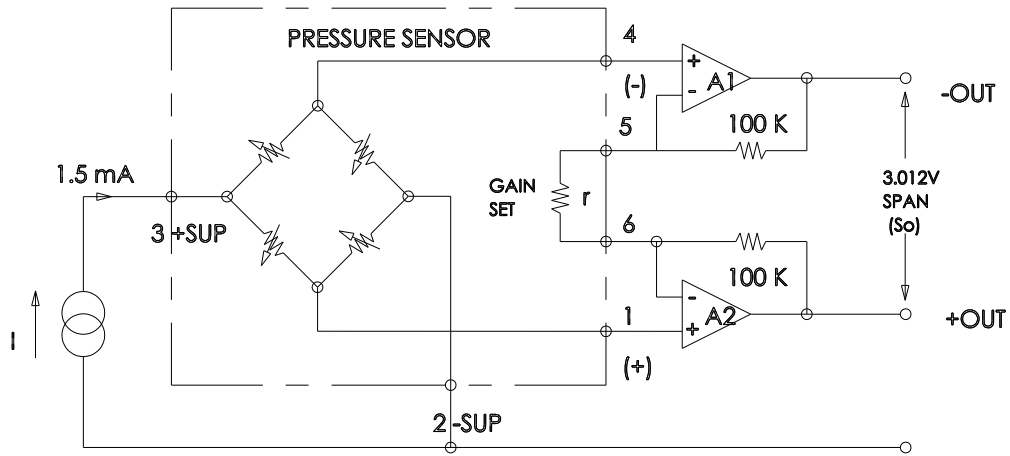 PRESSURE SENSOR
4
(-)
+
A1
-
-OUT
5
100 K
1.5 mA
GAIN
SET
r
3.012V
SPAN
(So)
3 +SUP
6
100 K
I
1
(+)
-
A2
+
+OUT
2 -SUP